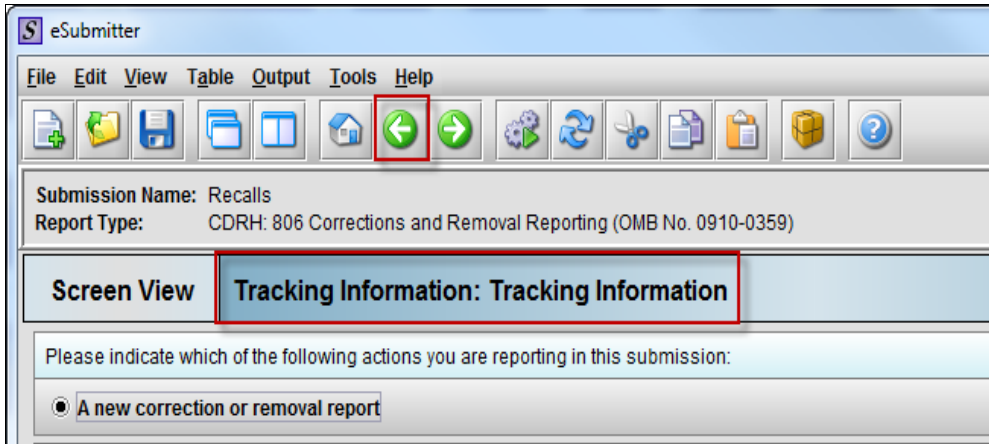 S eSubmitter
File Edit View Table Output Tools Help
Submission Name: Recalls
Report Type: CDRH: 806 Corrections and Removal Reporting (OMB No. 0910-0359)
Screen View Tracking Information: Tracking Information
Please indicate which of the following actions you are reporting in this submission:
A new correction or removal report